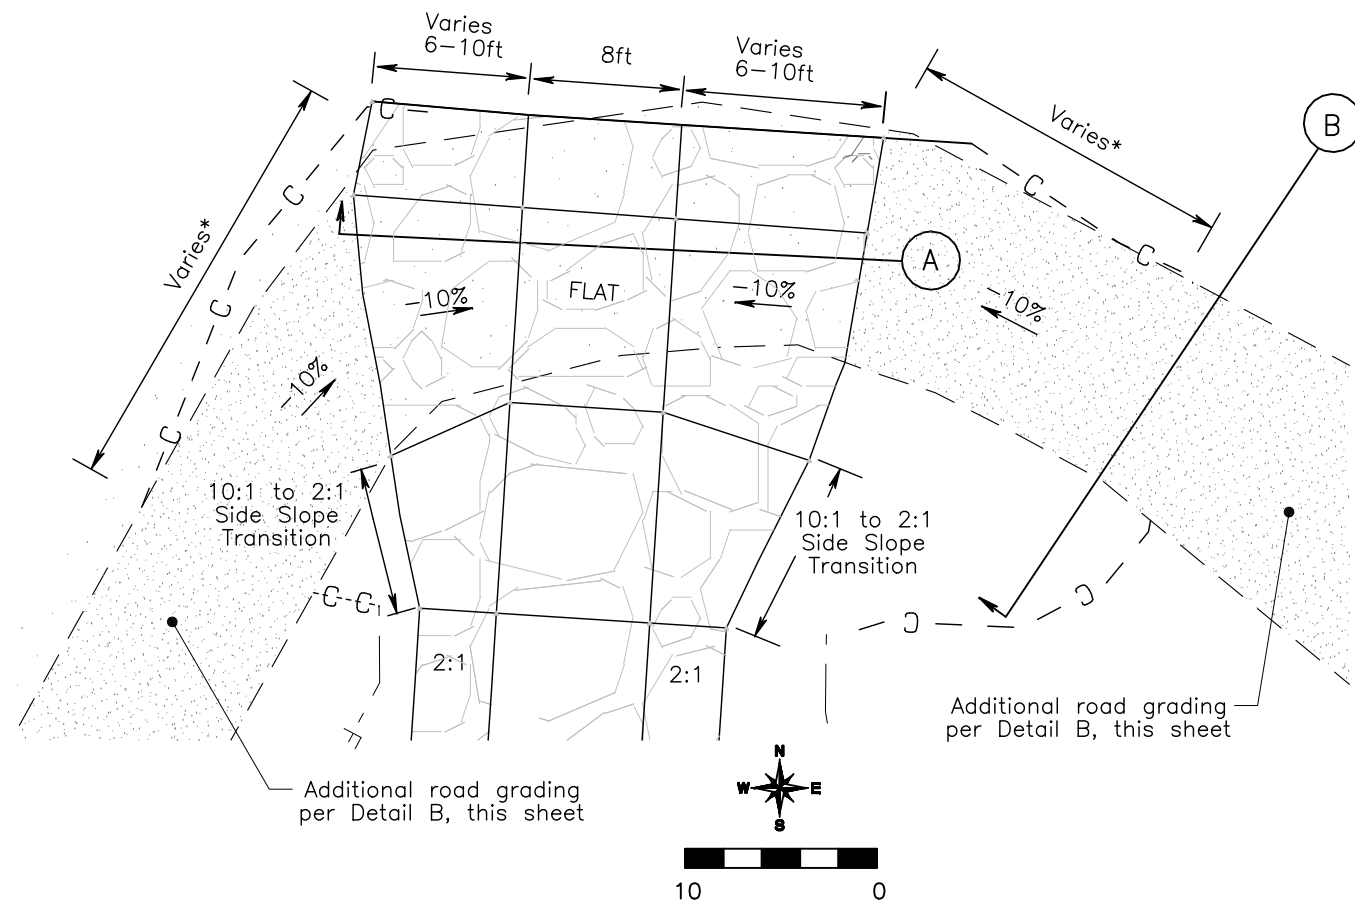 Varies
6-10ft
8ft
Varies
6-10ft
Varies*
B
C
C
C
C
C
C
Varies*
A
-10%
FLAT
-10%
-10%
-10%
10:1 to 2:1
Side Slope
Transition
10:1 to 2:1
Side Slope
Transition
C C
C
C
2:1
2:1
F
Additional road grading
per Detail B, this sheet
Additional road grading
per Detail B, this sheet
N
W E
S
10 0